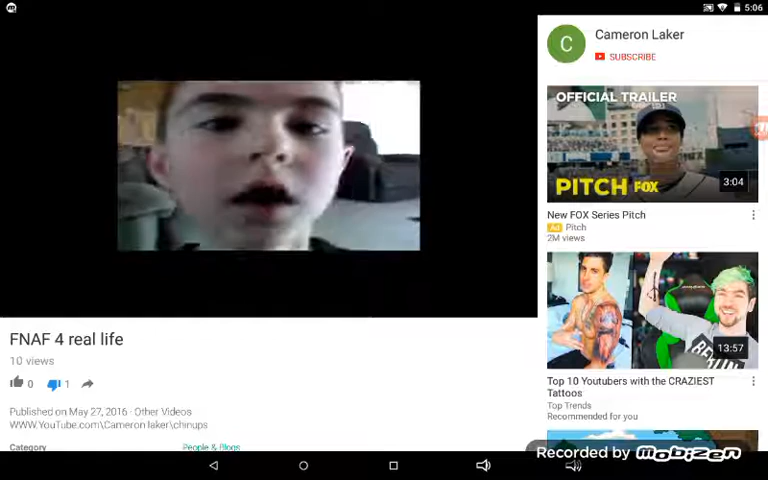 5:06
Cameron Laker
C
SUBSCRIBE
OFFICIAL TRAILER
PITCH FOX
3:04
New FOX Series Pitch
Ad Pitch
2M views
BERLIN
13:57
Top 10 Youtubers with the CRAZIEST
Tattoos
Top Trends
Recommended for you
FNAF 4 real life
10 views
0 1
Published on May 27, 2016 · Other Videos
WWW.YouTube.com\Cameron laker\chinups
Category People & Blogs
Recorded by mobizen